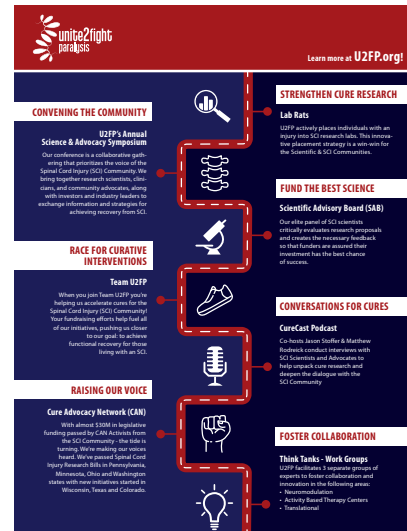 unite2fight
paralysis
Learn more at U2FP.org!
CONVENING THE COMMUNITY
U2FP's Annual
Science & Advocacy Symposium
Our conference is a collaborative gath-
ering that prioritizes the voice of the
Spinal Cord Injury (SCI) Community. We
bring together research scientists, clini-
cians, and community advocates, along
with investors and industry leaders to
exchange information and strategies for
achieving recovery from SCI.
STRENGTHEN CURE RESEARCH
Lab Rats
U2FP actively places individuals with an
injury into SCI research labs. This innova-
tive placement strategy is a win-win for
the Scientific & SCI Communities.
FUND THE BEST SCIENCE
Scientific Advisory Board (SAB)
Our elite panel of SCI scientists
critically evaluates research proposals
and creates the necessary feedback
so that funders are assured their
investment has the best chance
of success.
RACE FOR CURATIVE
INTERVENTIONS
Team U2FP
When you join Team U2FP you're
helping us accelerate cures for the
Spinal Cord Injury (SCI) Community!
Your fundraising efforts help fuel all
of our initiatives, pushing us closer
to our goal: to achieve
functional recovery for those
living with an SCI.
CONVERSATIONS FOR CURES
CureCast Podcast
Co-hosts Jason Stoffer & Matthew
Rodreick conduct interviews with
SCI Scientists and Advocates to
help unpack cure research and
deepen the dialogue with the
SCI Community
RAISING OUR VOICE
Cure Advocacy Network (CAN)
With almost $30M in legislative
funding passed by CAN Activists from
the SCI Community - the tide is
turning. We're making our voices
heard. We've passed Spinal Cord
Injury Research Bills in Pennsylvania,
Minnesota, Ohio and Washington
states with new initiatives started in
Wisconsin, Texas and Colorado.
FOSTER COLLABORATION
Think Tanks - Work Groups
U2FP facilitates 3 separate groups of
experts to foster collaboration and
innovation in the following areas:
• Neuromodulation
• Activity Based Therapy Centers
• Translational